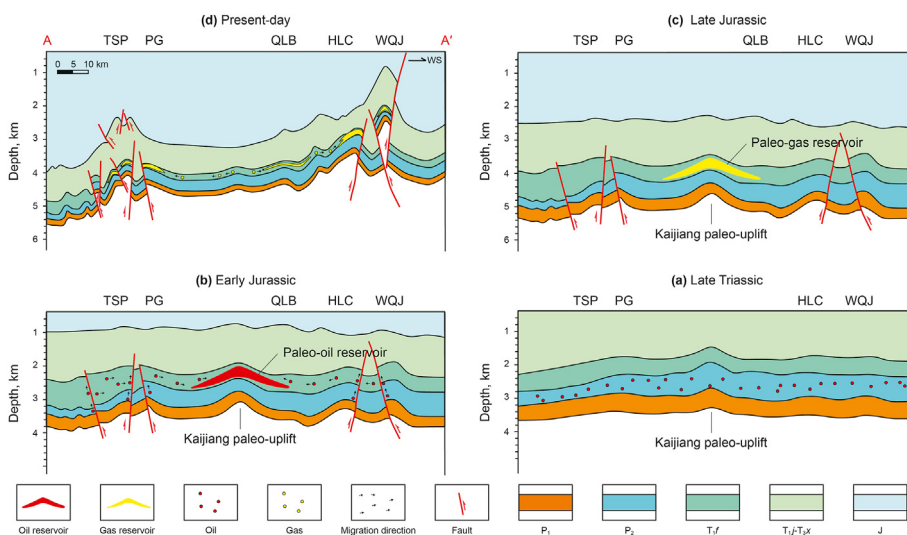 (d) Present-day
A TSP PG QLB HLC WQJ A′
0 5 10 km
WS
Depth, km
1
2
3
4
5
6
(c) Late Jurassic
TSP PG QLB HLC WQJ
Depth, km
1
2
3
4
5
6
Paleo-gas reservoir
Kaijiang paleo-uplift
(b) Early Jurassic
TSP PG QLB HLC WQJ
Depth, km
1
2
3
4
Paleo-oil reservoir
Kaijiang paleo-uplift
(a) Late Triassic
TSP PG HLC WQJ
Depth, km
1
2
3
4
Kaijiang paleo-uplift
Oil reservoir Gas reservoir Oil Gas Migration direction Fault P₁ P₂ T₁f T₁j-T₃x J